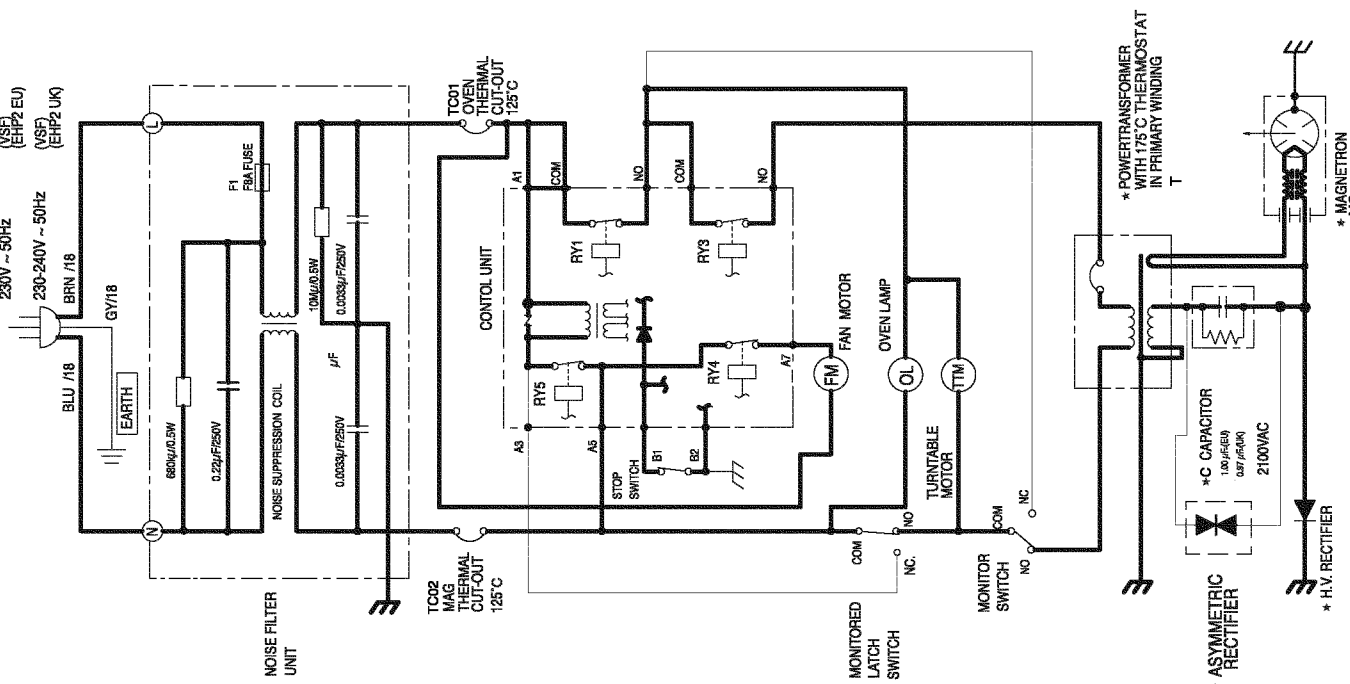 (VSF)
(EHP2 EU)
230V ~ 50Hz
(VSF)
(EHP2 UK)
230-240V ~ 50Hz
BRN /18
GY/18
BLU /18
EARTH
L
N
F1
F8A FUSE
680kμ/0.5W
0.22μF/250V
NOISE SUPPRESSION COIL
10Mμ/0.5W
0.0033μF/250V
μF
0.0033μF/250V
NOISE FILTER
UNIT
TC01
OVEN
THERMAL
CUT-OUT
125°C
TC02
MAG
THERMAL
CUT-OUT
125°C
CONTOL UNIT
A1
COM
RY1
NO
COM
RY3
NO
RY5
RY4
A7
A3
A5
B1
B2
STOP
SWITCH
FM
FAN MOTOR
OL
OVEN LAMP
TTM
TURNTABLE
MOTOR
COM
NO
NC.
MONITORED
LATCH
SWITCH
COM
NC
NO
MONITOR
SWITCH
* POWERTRANSFORMER
WITH 175°C THERMOSTAT
IN PRIMARY WINDING
T
*C CAPACITOR
1.00 μF(EU)
0.97 μF(UK)
2100VAC
ASYMMETRIC
RECTIFIER
* H.V. RECTIFIER
* MAGNETRON